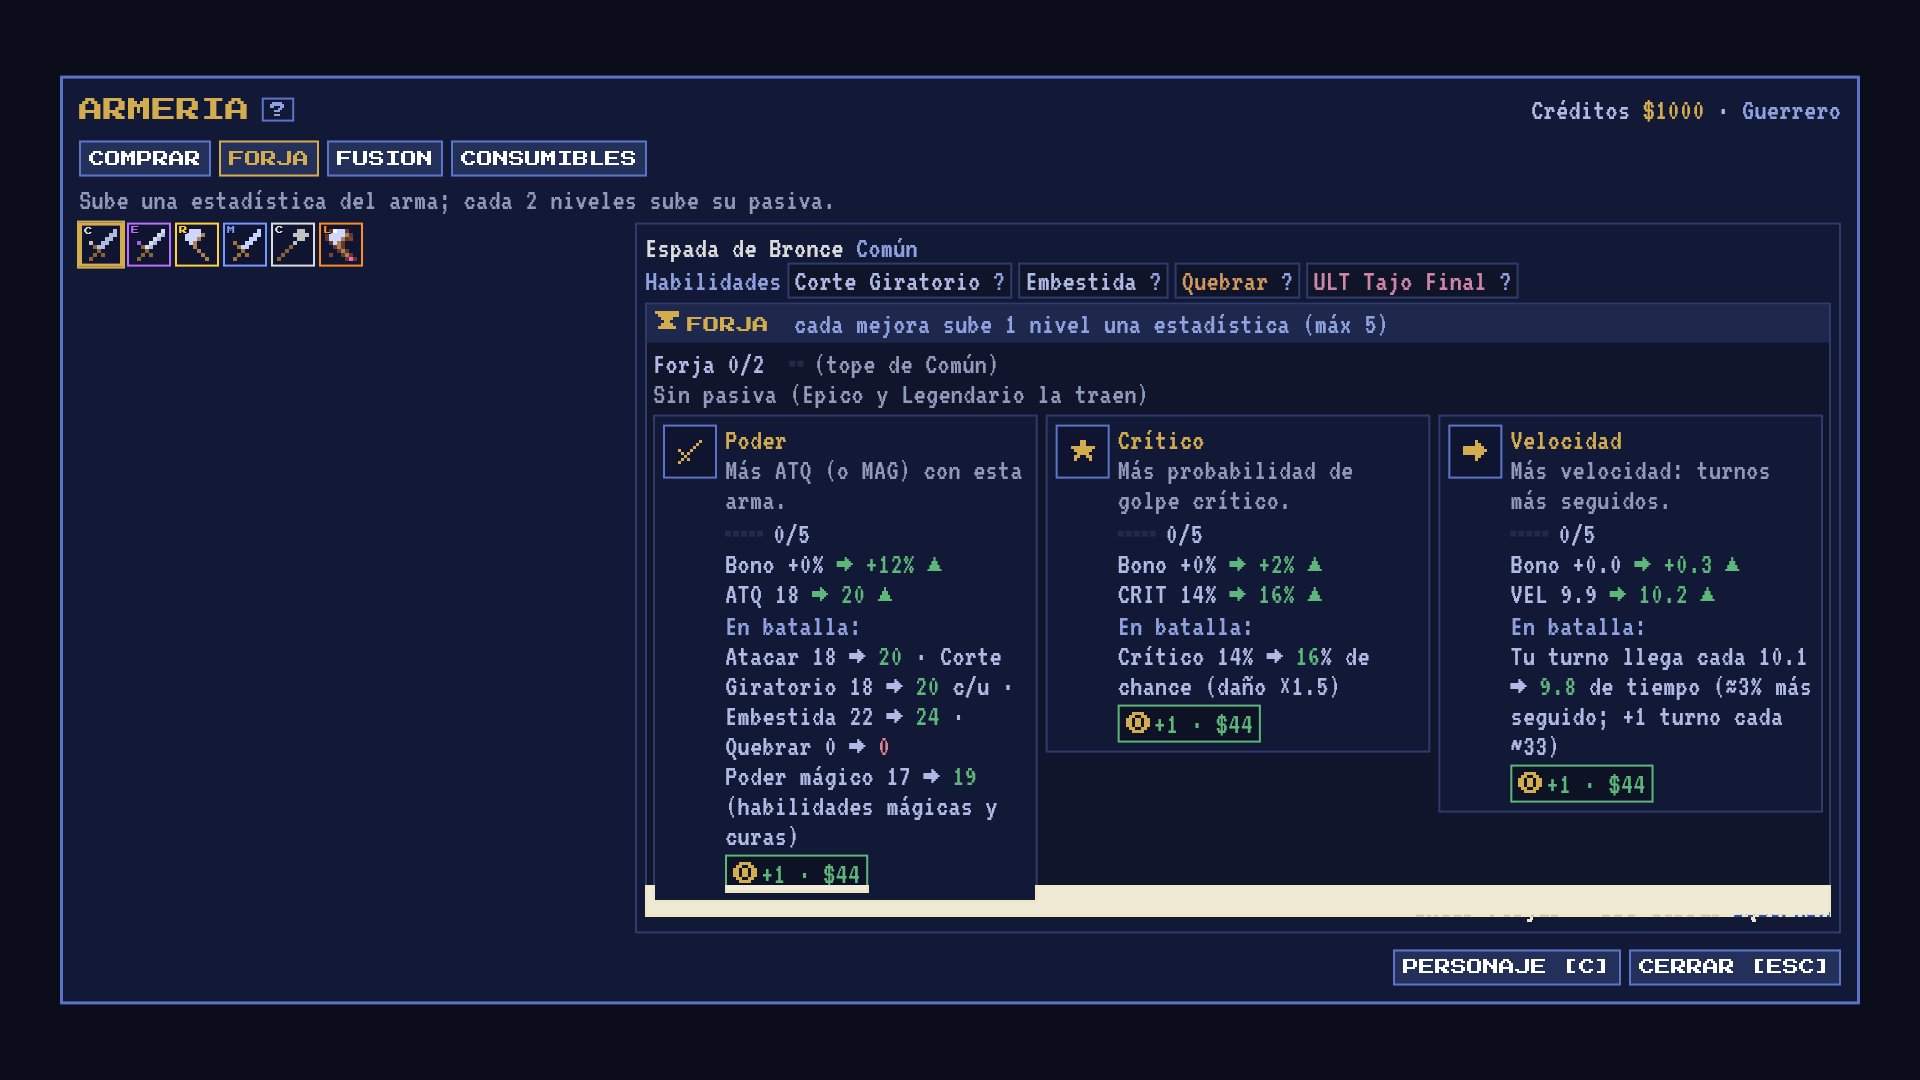 ARMERIA ?
Créditos $1000 · Guerrero
COMPRAR FORJA FUSION CONSUMIBLES
Sube una estadística del arma; cada 2 niveles sube su pasiva.
C E R M C L
Espada de Bronce Común
Habilidades Corte Giratorio ? Embestida ? Quebrar ? ULT Tajo Final ?
FORJA cada mejora sube 1 nivel una estadística (máx 5)
Forja 0/2 (tope de Común)
Sin pasiva (Epico y Legendario la traen)
Poder
Más ATQ (o MAG) con esta
arma.
0/5
Bono +0% → +12% ▲
ATQ 18 → 20 ▲
En batalla:
Atacar 18 → 20 · Corte
Giratorio 18 → 20 c/u ·
Embestida 22 → 24 ·
Quebrar 0 → 0
Poder mágico 17 → 19
(habilidades mágicas y
curas)
+1 · $44
Crítico
Más probabilidad de
golpe crítico.
0/5
Bono +0% → +2% ▲
CRIT 14% → 16% ▲
En batalla:
Crítico 14% → 16% de
chance (daño X1.5)
+1 · $44
Velocidad
Más velocidad: turnos
más seguidos.
0/5
Bono +0.0 → +0.3 ▲
VEL 9.9 → 10.2 ▲
En batalla:
Tu turno llega cada 10.1
→ 9.8 de tiempo (≈3% más
seguido; +1 turno cada
≈33)
+1 · $44
PERSONAJE [C] CERRAR [ESC]